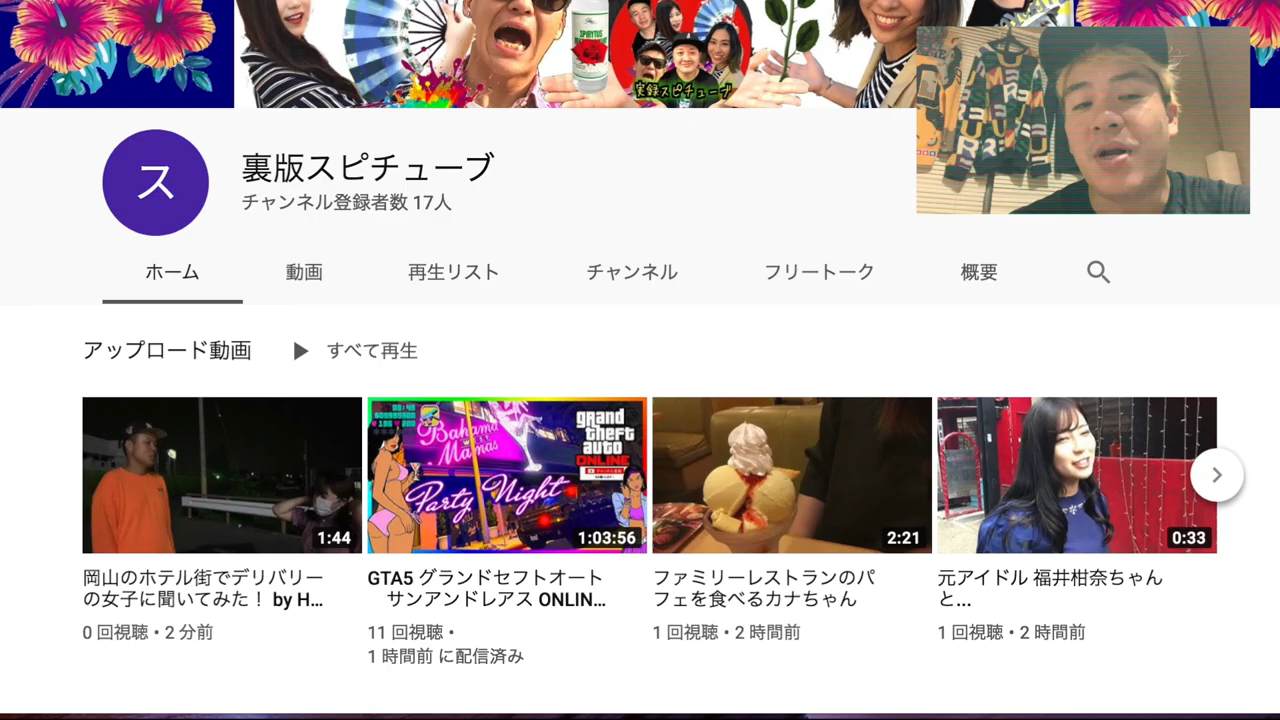 SPIRYTUS
実録スピチューブ
ス
裏版スピチューブ
チャンネル登録者数 17人
ホーム
動画
再生リスト
チャンネル
フリートーク
概要
アップロード動画
すべて再生
1:44
Bahama
Mamas
Party Night
grand
theft
auto
ONLINE
1:03:56
2:21
0:33
岡山のホテル街でデリバリー
の女子に聞いてみた！ by H...
0 回視聴・2 分前
GTA5 グランドセフトオート
サンアンドレアス ONLIN...
11 回視聴・
1 時間前 に配信済み
ファミリーレストランのパ
フェを食べるカナちゃん
1 回視聴・2 時間前
元アイドル 福井柑奈ちゃん
と...
1 回視聴・2 時間前